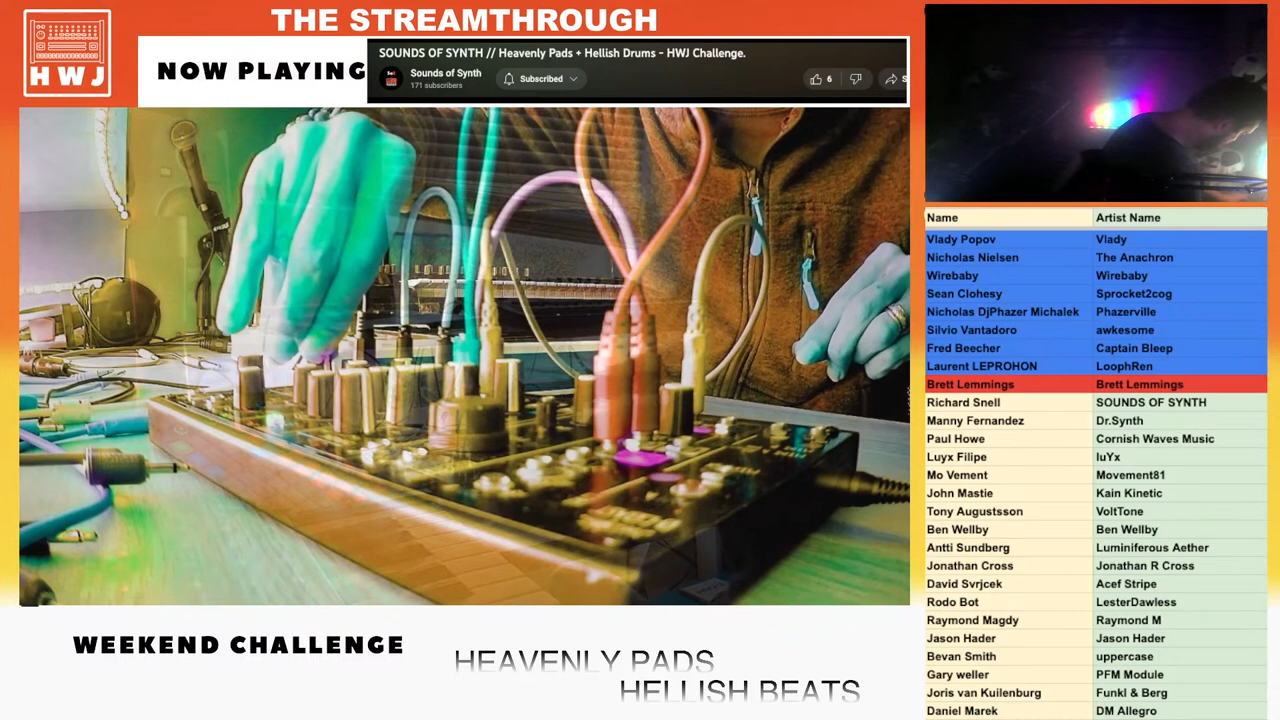 THE STREAMTHROUGH
HWJ
NOW PLAYING
SOUNDS OF SYNTH // Heavenly Pads + Hellish Drums - HWJ Challenge.
Sounds of Synth
171 subscribers
Subscribed
6
S
Name Artist Name
Vlady Popov Vlady
Nicholas Nielsen The Anachron
Wirebaby Wirebaby
Sean Clohesy Sprocket2cog
Nicholas DjPhazer Michalek Phazerville
Silvio Vantadoro awkesome
Fred Beecher Captain Bleep
Laurent LEPROHON LoophRen
Brett Lemmings Brett Lemmings
Richard Snell SOUNDS OF SYNTH
Manny Fernandez Dr.Synth
Paul Howe Cornish Waves Music
Luyx Filipe luYx
Mo Vement Movement81
John Mastie Kain Kinetic
Tony Augustsson VoltTone
Ben Wellby Ben Wellby
Antti Sundberg Luminiferous Aether
Jonathan Cross Jonathan R Cross
David Svrjcek Acef Stripe
Rodo Bot LesterDawless
Raymond Magdy Raymond M
Jason Hader Jason Hader
Bevan Smith uppercase
Gary weller PFM Module
Joris van Kuilenburg Funkl & Berg
Daniel Marek DM Allegro
WEEKEND CHALLENGE
HEAVENLY PADS
HELLISH BEATS